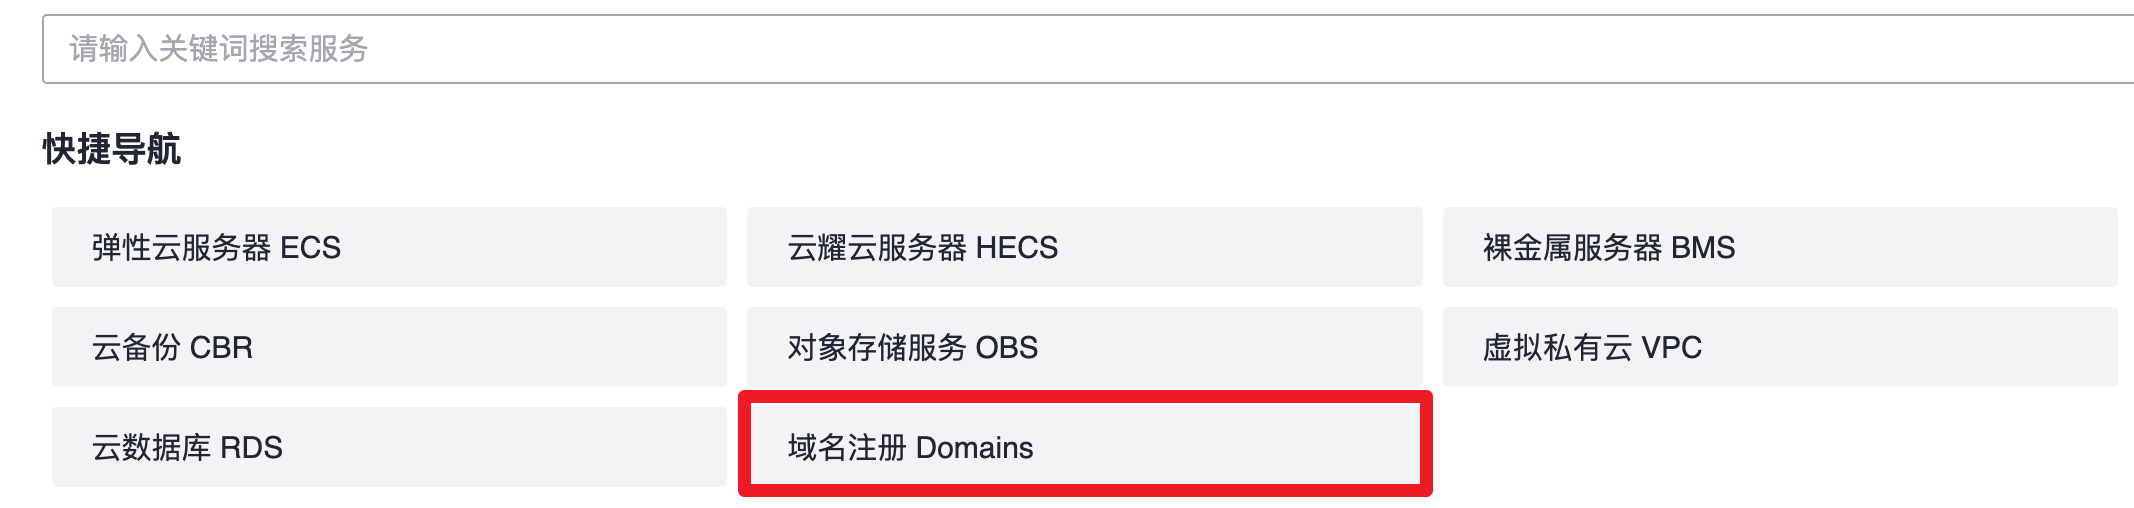 请输入关键词搜索服务
快捷导航
弹性云服务器 ECS
云耀云服务器 HECS
裸金属服务器 BMS
云备份 CBR
对象存储服务 OBS
虚拟私有云 VPC
云数据库 RDS
域名注册 Domains